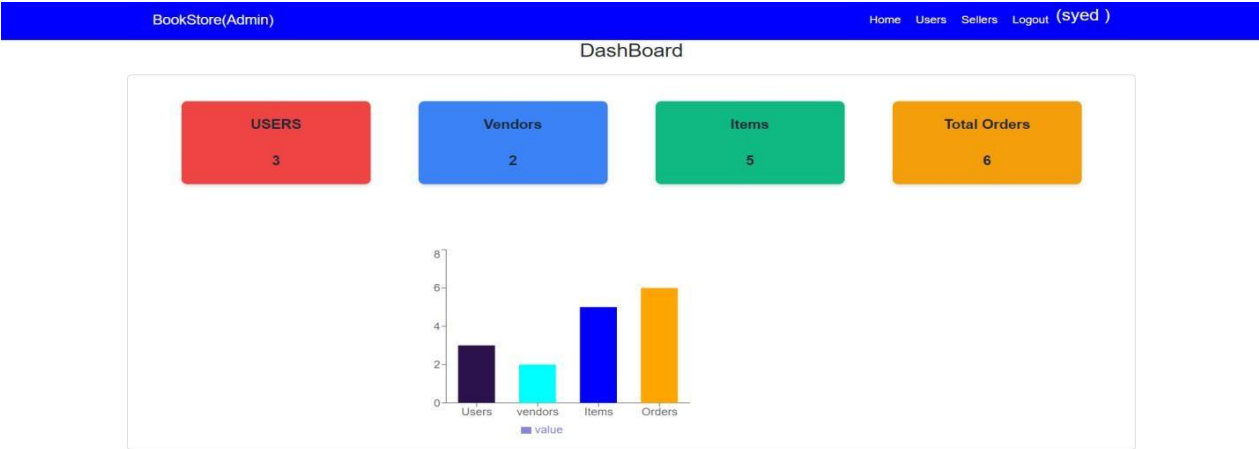 BookStore(Admin)
Home Users Sellers Logout (syed )
DashBoard
USERS
3
Vendors
2
Items
5
Total Orders
6
8
6
4
2
0
Users vendors Items Orders
value